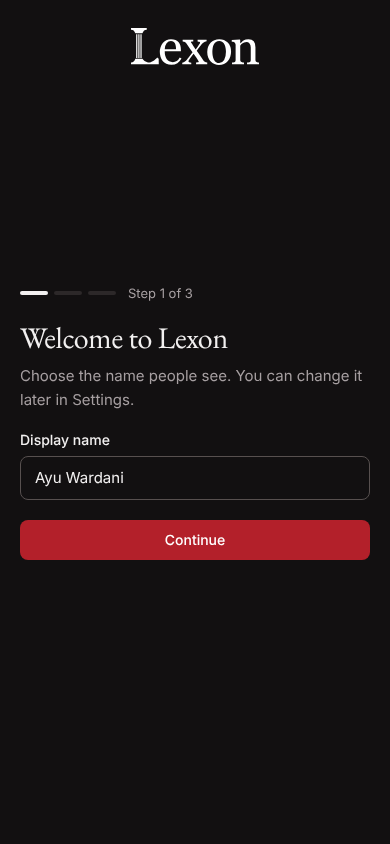 Lexon
Step 1 of 3
Welcome to Lexon
Choose the name people see. You can change it
later in Settings.
Display name
Ayu Wardani
Continue